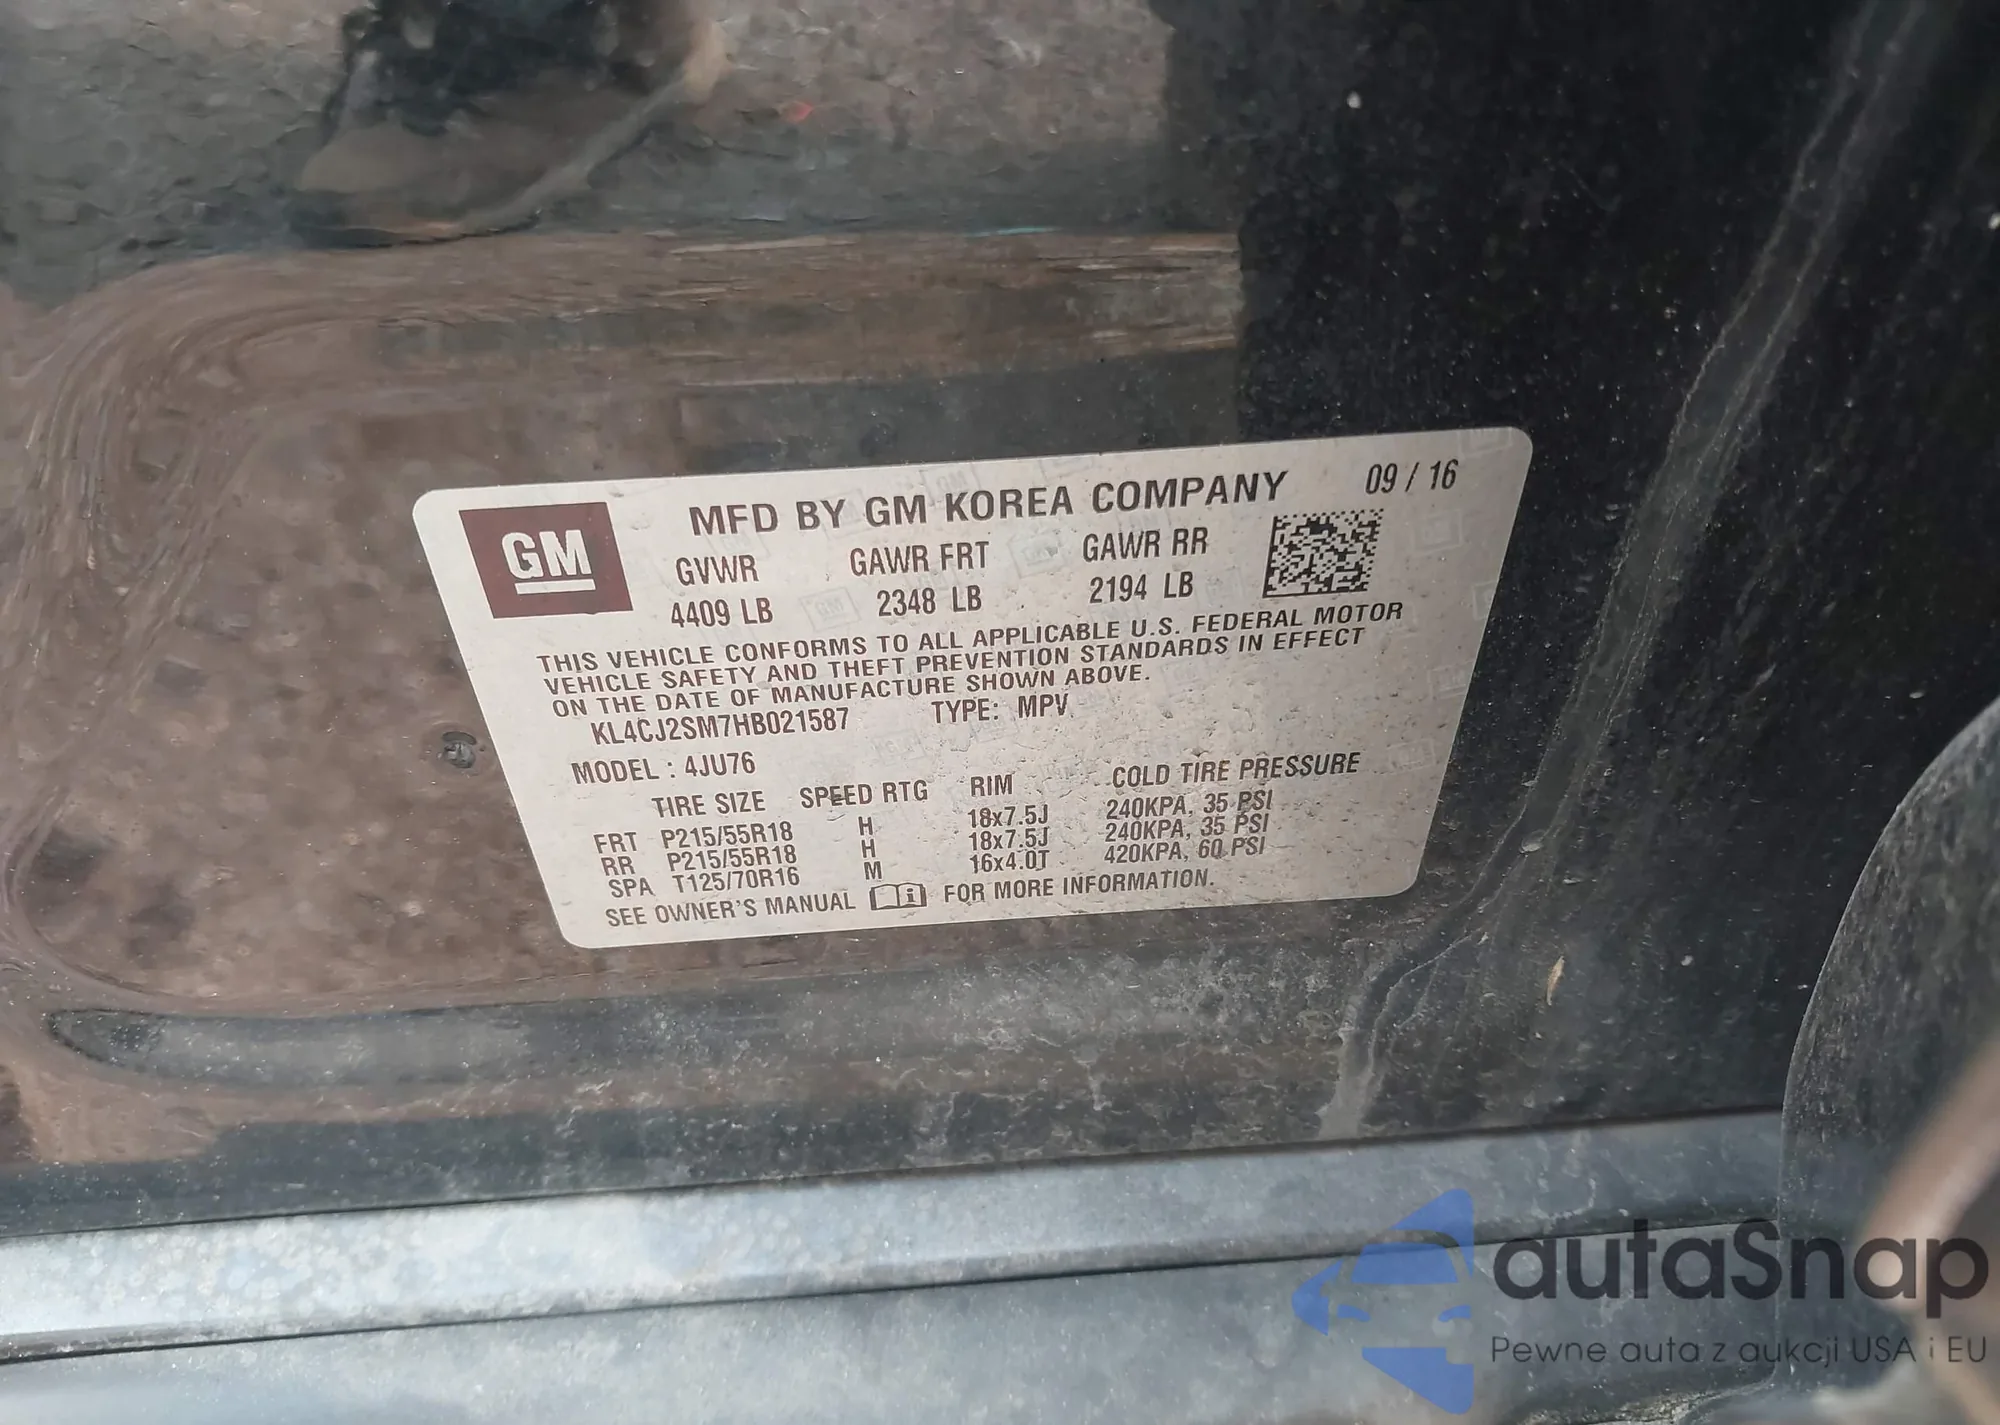 GM
MFD BY GM KOREA COMPANY 09 / 16
GVWR GAWR FRT GAWR RR
4409 LB 2348 LB 2194 LB
THIS VEHICLE CONFORMS TO ALL APPLICABLE U.S. FEDERAL MOTOR
VEHICLE SAFETY AND THEFT PREVENTION STANDARDS IN EFFECT
ON THE DATE OF MANUFACTURE SHOWN ABOVE.
KL4CJ2SM7HB021587 TYPE: MPV
MODEL : 4JU76
TIRE SIZE SPEED RTG RIM COLD TIRE PRESSURE
FRT P215/55R18 H 18x7.5J 240KPA, 35 PSI
RR P215/55R18 H 18x7.5J 240KPA, 35 PSI
SPA T125/70R16 M 16x4.0T 420KPA, 60 PSI
SEE OWNER'S MANUAL FOR MORE INFORMATION.
autaSnap
Pewne auta z aukcji USA i EU